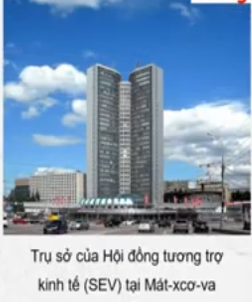 Trụ sở của Hội đồng tương trợ
kinh tế (SEV) tại Mát-xcơ-va